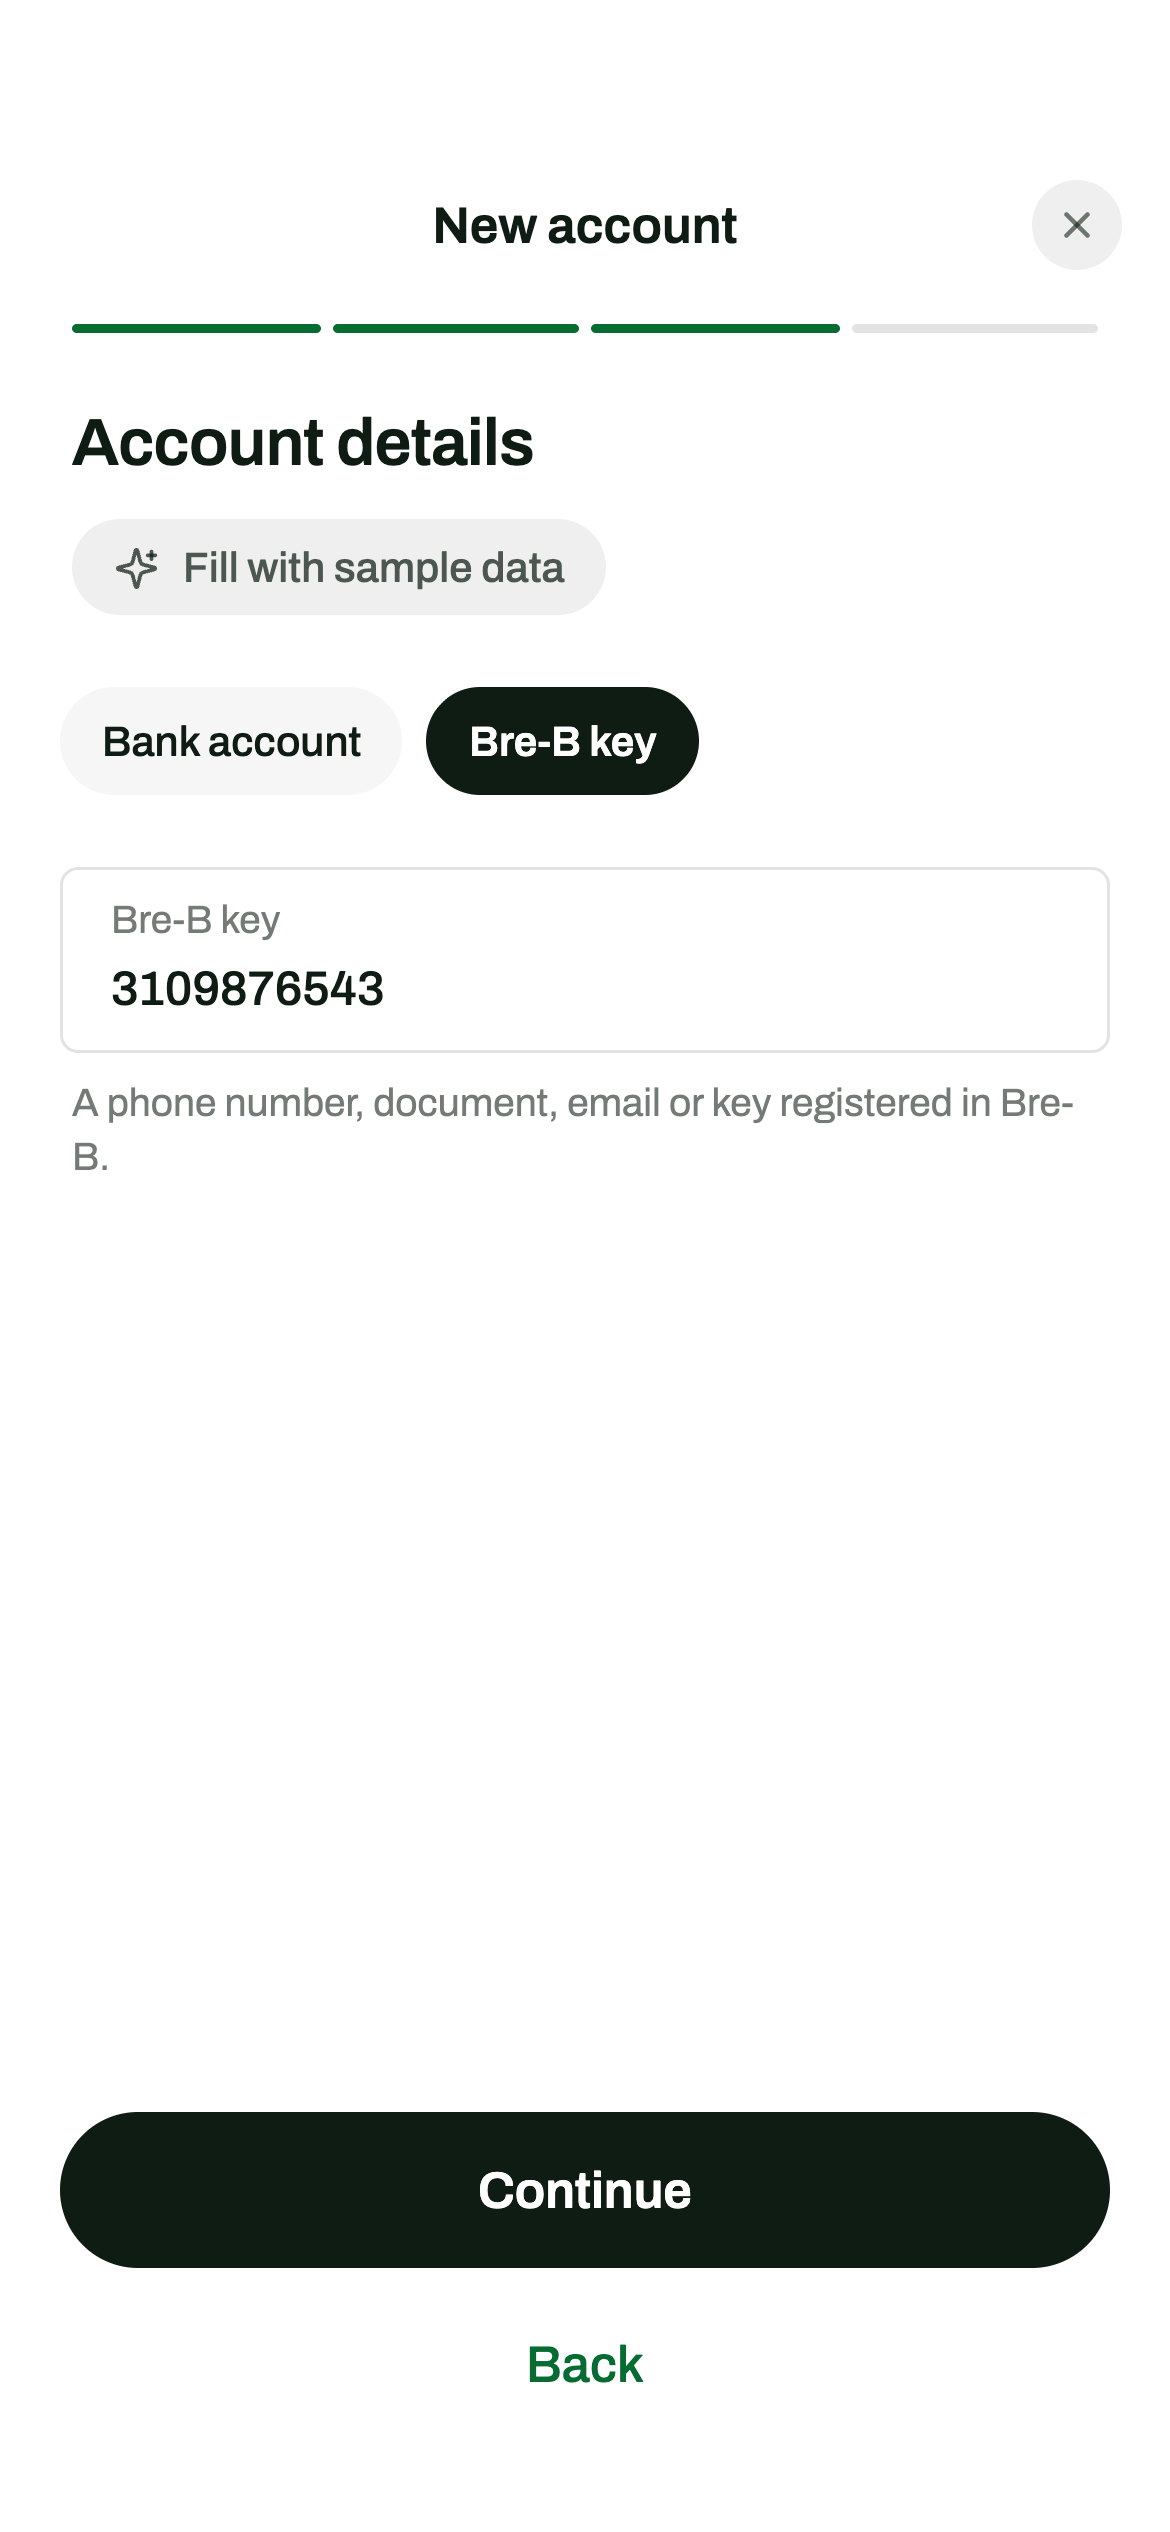 New account
Account details
Fill with sample data
Bank account
Bre-B key
Bre-B key
3109876543
A phone number, document, email or key registered in Bre-
B.
Continue
Back